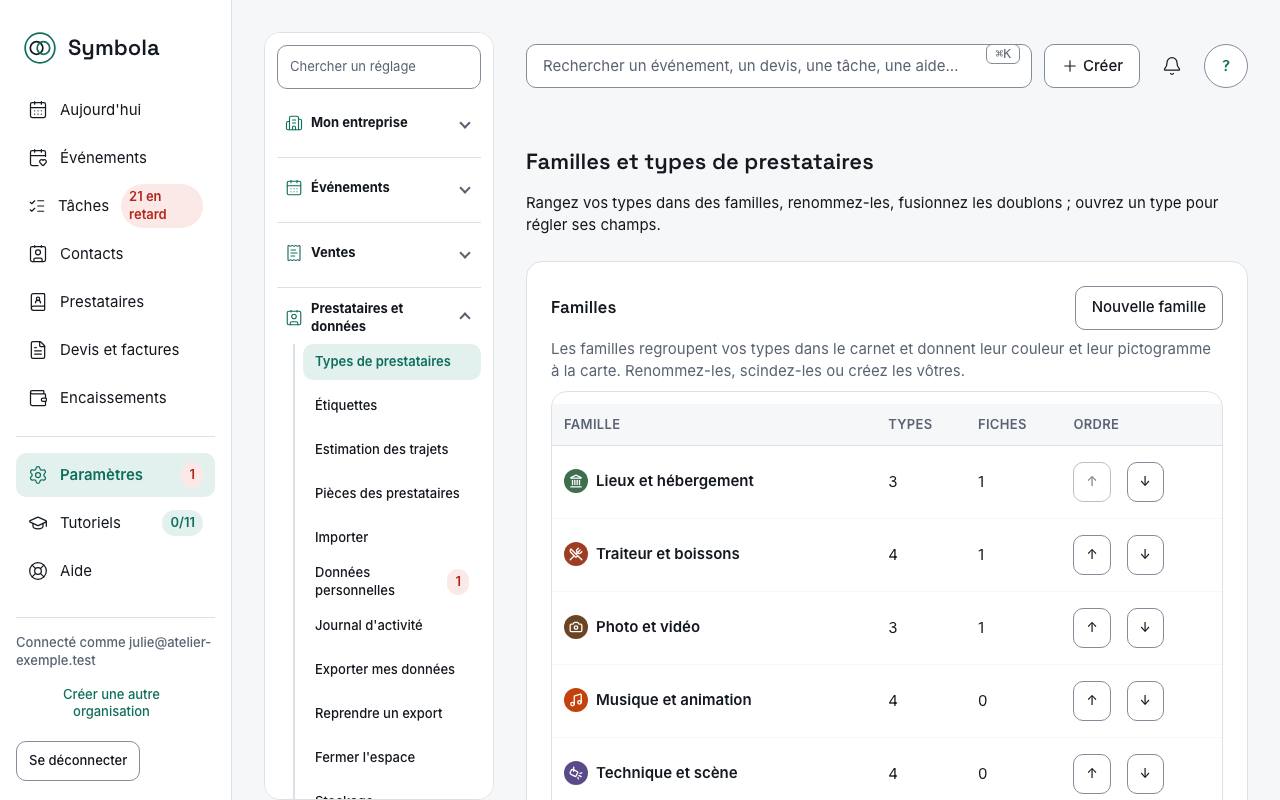 Symbola
Aujourd'hui
Événements
Tâches
21 en
retard
Contacts
Prestataires
Devis et factures
Encaissements
Paramètres
1
Tutoriels
0/11
Aide
Connecté comme julie@atelier-
exemple.test
Créer une autre
organisation
Se déconnecter
Chercher un réglage
Mon entreprise
Événements
Ventes
Prestataires et
données
Types de prestataires
Étiquettes
Estimation des trajets
Pièces des prestataires
Importer
Données
personnelles
1
Journal d'activité
Exporter mes données
Reprendre un export
Fermer l'espace
Rechercher un événement, un devis, une tâche, une aide...
⌘K
Créer
?
Familles et types de prestataires
Rangez vos types dans des familles, renommez-les, fusionnez les doublons ; ouvrez un type pour
régler ses champs.
Familles
Nouvelle famille
Les familles regroupent vos types dans le carnet et donnent leur couleur et leur pictogramme
à la carte. Renommez-les, scindez-les ou créez les vôtres.
FAMILLE TYPES FICHES ORDRE
Lieux et hébergement 3 1 ↑ ↓
Traiteur et boissons 4 1 ↑ ↓
Photo et vidéo 3 1 ↑ ↓
Musique et animation 4 0 ↑ ↓
Technique et scène 4 0 ↑ ↓